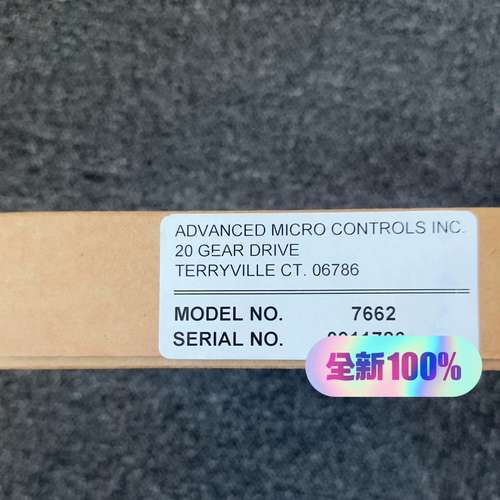 ADVANCED MICRO CONTROLS INC.
20 GEAR DRIVE
TERRYVILLE CT. 06786
MODEL NO. 7662
SERIAL NO.
全新100%